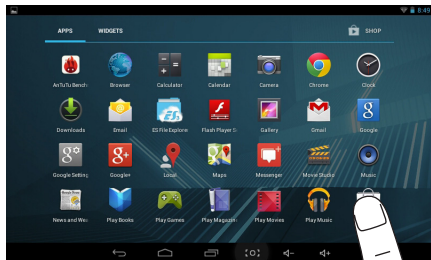 8:49
APPS WIDGETS SHOP
AnTuTu Bench Browser Calculator Calendar Camera Chrome Clock
Downloads Email ES File Explore Flash Player S Gallery Gmail Google
Google Setting Google+ Local Maps Messenger Movie Studio Music
News and Wea Play Books Play Games Play Magazin Play Movies Play Music